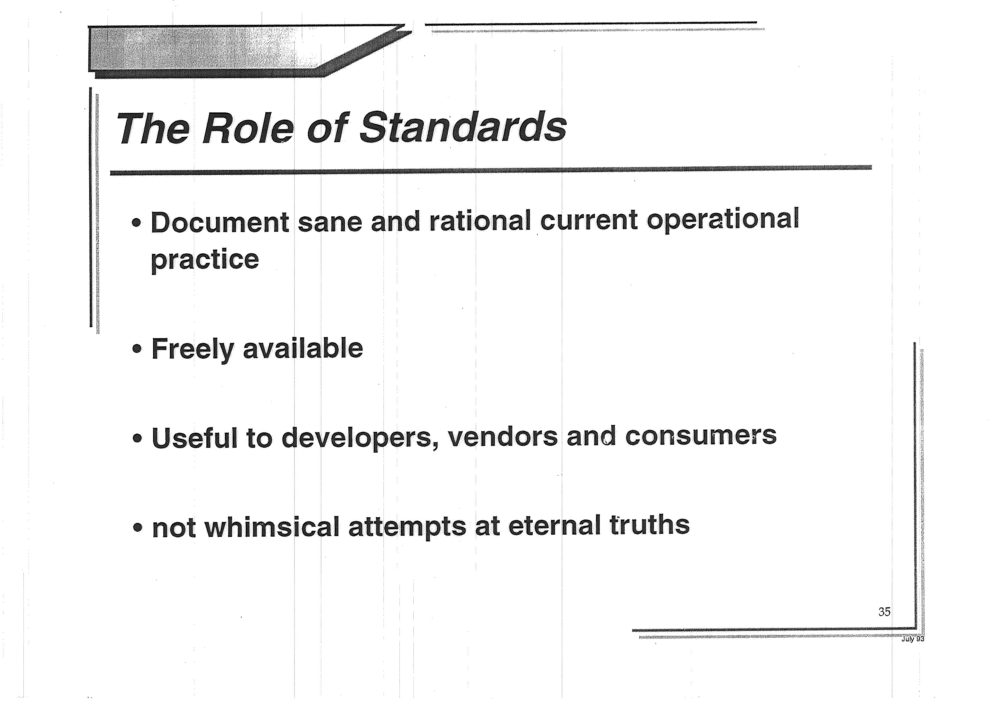 The Role of Standards
• Document sane and rational current operational
practice
• Freely available
• Useful to developers, vendors and consumers
• not whimsical attempts at eternal truths
35
July 93